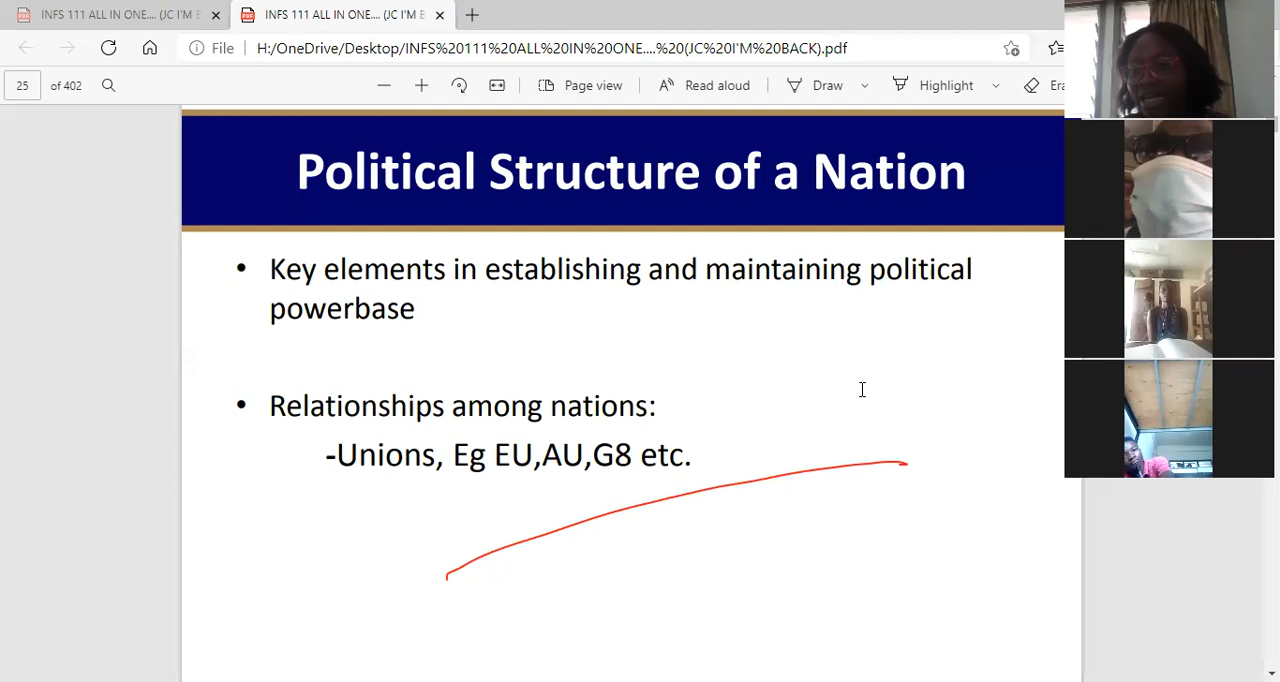 INFS 111 ALL IN ONE.... (JC I'M B
INFS 111 ALL IN ONE.... (JC I'M B
File
H:/OneDrive/Desktop/INFS%20111%20ALL%20IN%20ONE....%20(JC%20I'M%20BACK).pdf
25 of 402
Page view
Read aloud
Draw
Highlight
Era
Political Structure of a Nation
• Key elements in establishing and maintaining political
powerbase
• Relationships among nations:
-Unions, Eg EU,AU,G8 etc.